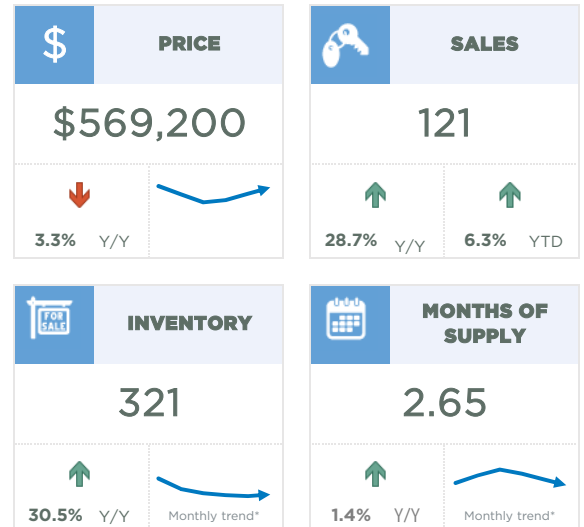 $
PRICE
$569,200
3.3% Y/Y
SALES
121
28.7% Y/Y
6.3% YTD
FOR
SALE
INVENTORY
321
30.5% Y/Y
Monthly trend*
MONTHS OF
SUPPLY
2.65
1.4% Y/Y
Monthly trend*